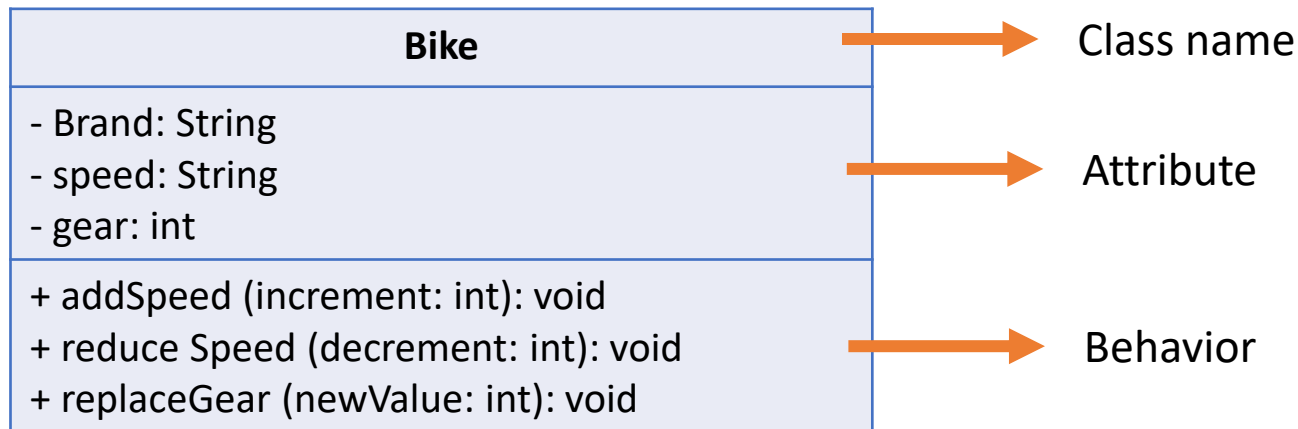 Bike
Class name
- Brand: String
- speed: String
- gear: int
Attribute
+ addSpeed (increment: int): void
+ reduce Speed (decrement: int): void
+ replaceGear (newValue: int): void
Behavior